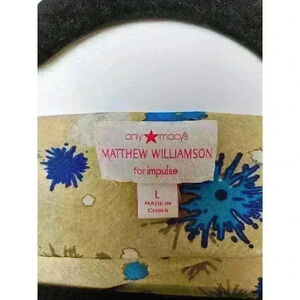 only ★ macy's
MATTHEW WILLIAMSON
for impulse
L
MADE IN
CHINA